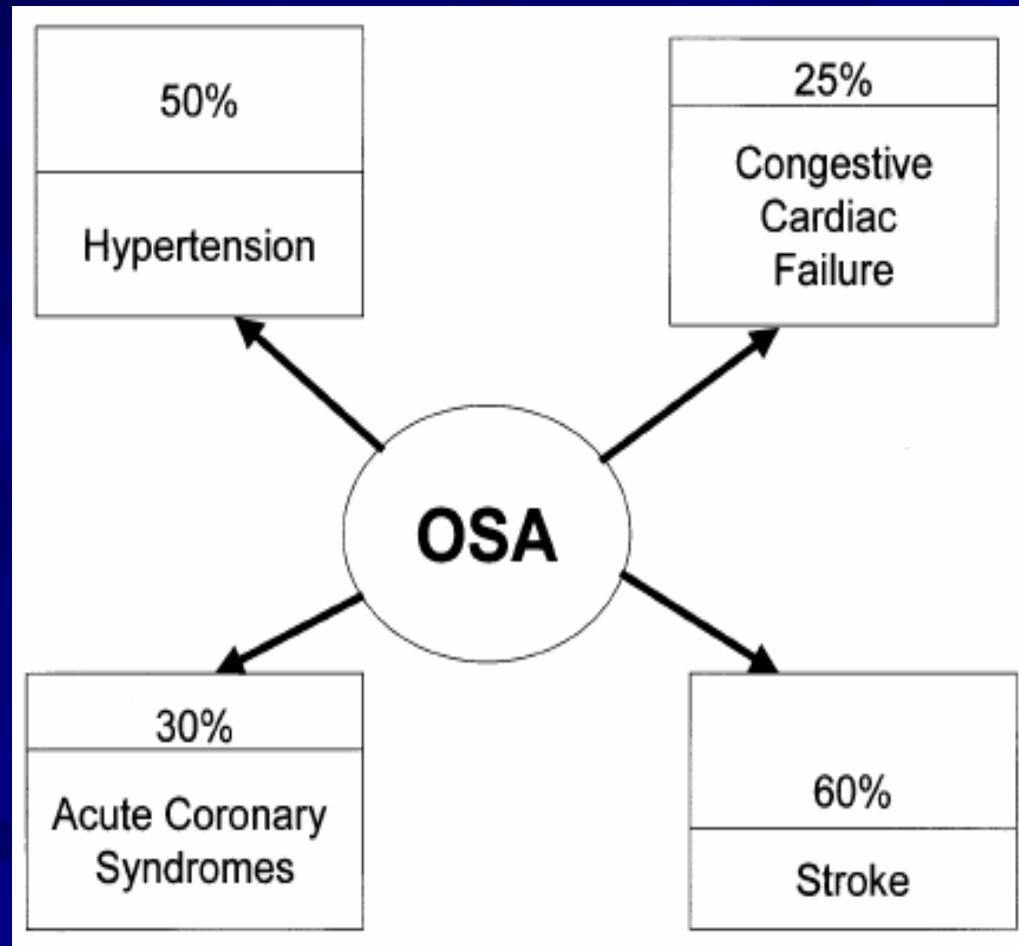 50%
Hypertension
25%
Congestive
Cardiac
Failure
OSA
30%
Acute Coronary
Syndromes
60%
Stroke